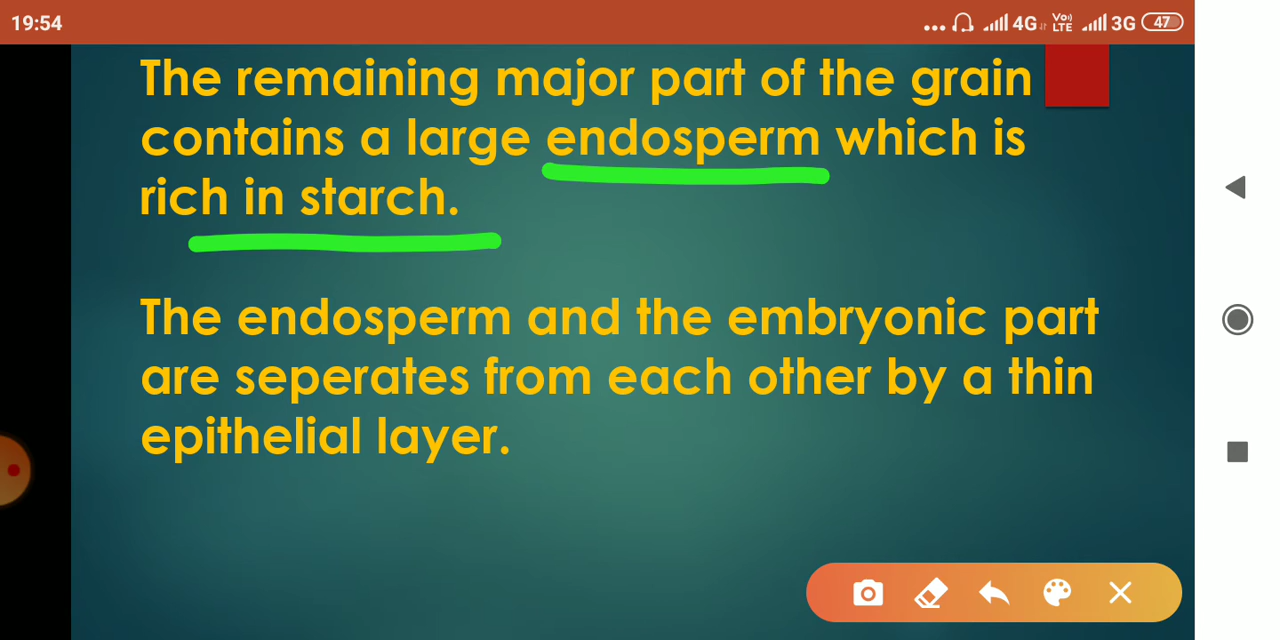 19:54 ... 4G VoI) LTE 3G 47
The remaining major part of the grain
contains a large endosperm which is
rich in starch.
The endosperm and the embryonic part
are seperates from each other by a thin
epithelial layer.